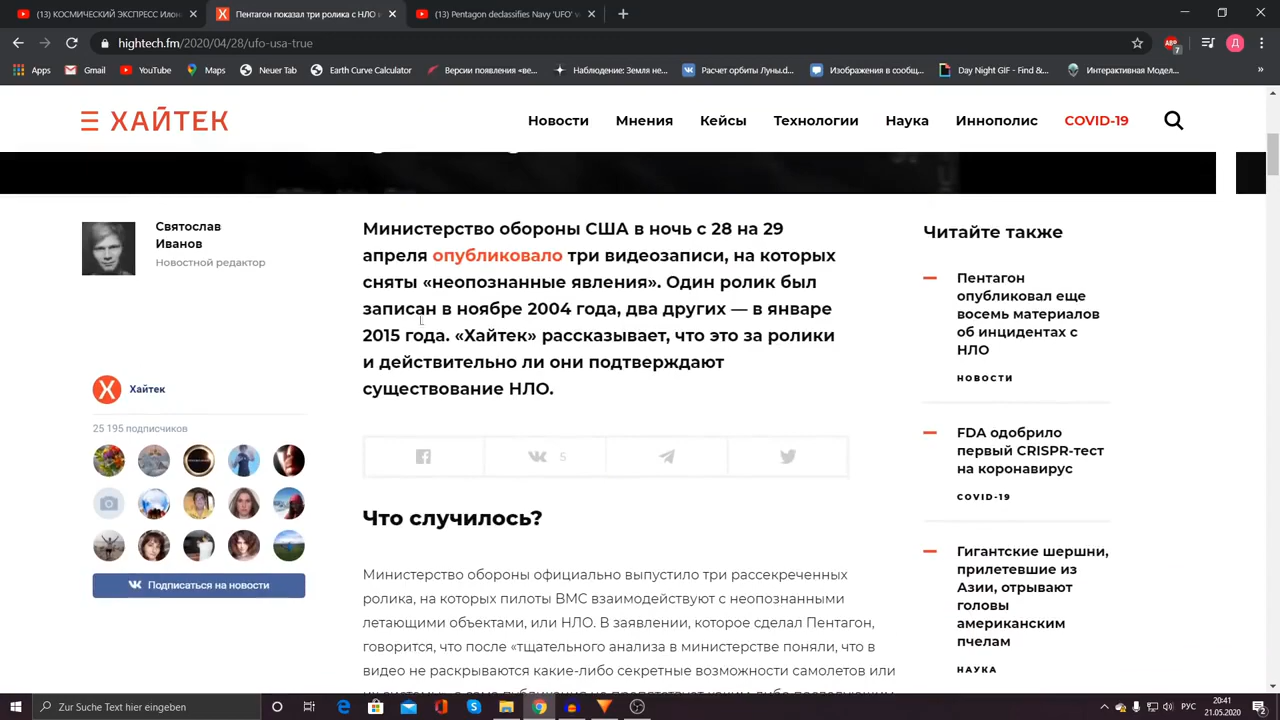 (13) КОСМИЧЕСКИЙ ЭКСПРЕСС Илон
Пентагон показал три ролика с НЛО
(1) Pentagon declassifies Navy 'UFO' v
hightech.fm/2020/04/28/ufo-usa-true
ABP
7
Д
Apps
Gmail
YouTube
Maps
Neuer Tab
Earth Curve Calculator
Версии появления «ве...
Наблюдение: Земля не...
Расчет орбиты Луны.d...
Изображения в сообщ...
Day Night GIF - Find &...
Интерактивная Модел...
ХАЙТЕК
Новости
Мнения
Кейсы
Технологии
Наука
Иннополис
COVID-19
Святослав
Иванов
Новостной редактор
Министерство обороны США в ночь с 28 на 29
апреля опубликовало три видеозаписи, на которых
сняты «неопознанные явления». Один ролик был
записан в ноябре 2004 года, два других — в январе
2015 года. «Хайтек» рассказывает, что это за ролики
и действительно ли они подтверждают
существование НЛО.
Хайтек
25 195 подписчиков
Подписаться на новости
5
Что случилось?
Министерство обороны официально выпустило три рассекреченных
ролика, на которых пилоты ВМС взаимодействуют с неопознанными
летающими объектами, или НЛО. В заявлении, которое сделал Пентагон,
говорится, что после «тщательного анализа в министерстве поняли, что в
видео не раскрываются какие-либо секретные возможности самолетов или
Читайте также
Пентагон
опубликовал еще
восемь материалов
об инцидентах с
НЛО
НОВОСТИ
FDA одобрило
первый CRISPR-тест
на коронавирус
COVID-19
Гигантские шершни,
прилетевшие из
Азии, отрывают
головы
американским
пчелам
НАУКА
Zur Suche Text hier eingeben
РУС
20:41
21.05.2020